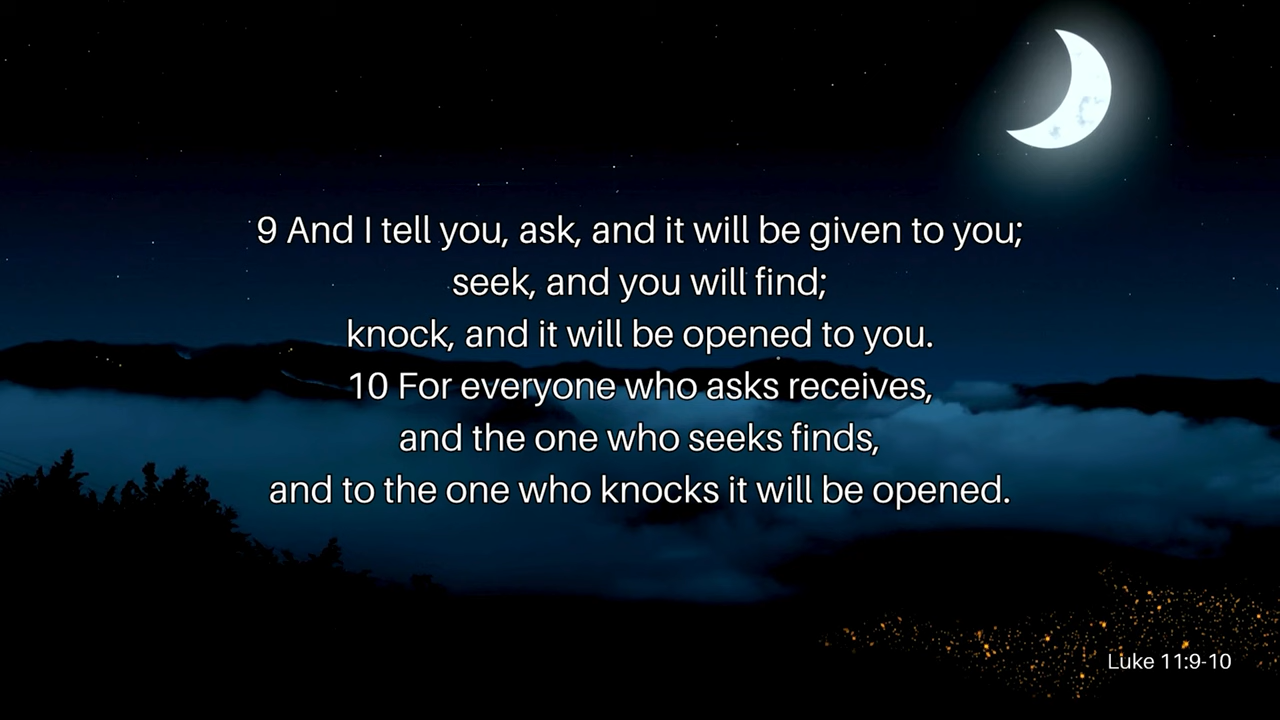 9 And I tell you, ask, and it will be given to you;
seek, and you will find;
knock, and it will be opened to you.
10 For everyone who asks receives,
and the one who seeks finds,
and to the one who knocks it will be opened.
Luke 11:9-10